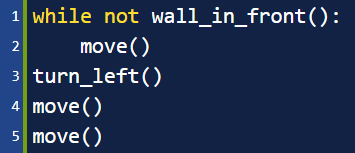 1 while not wall_in_front():
2     move()
3 turn_left()
4 move()
5 move()